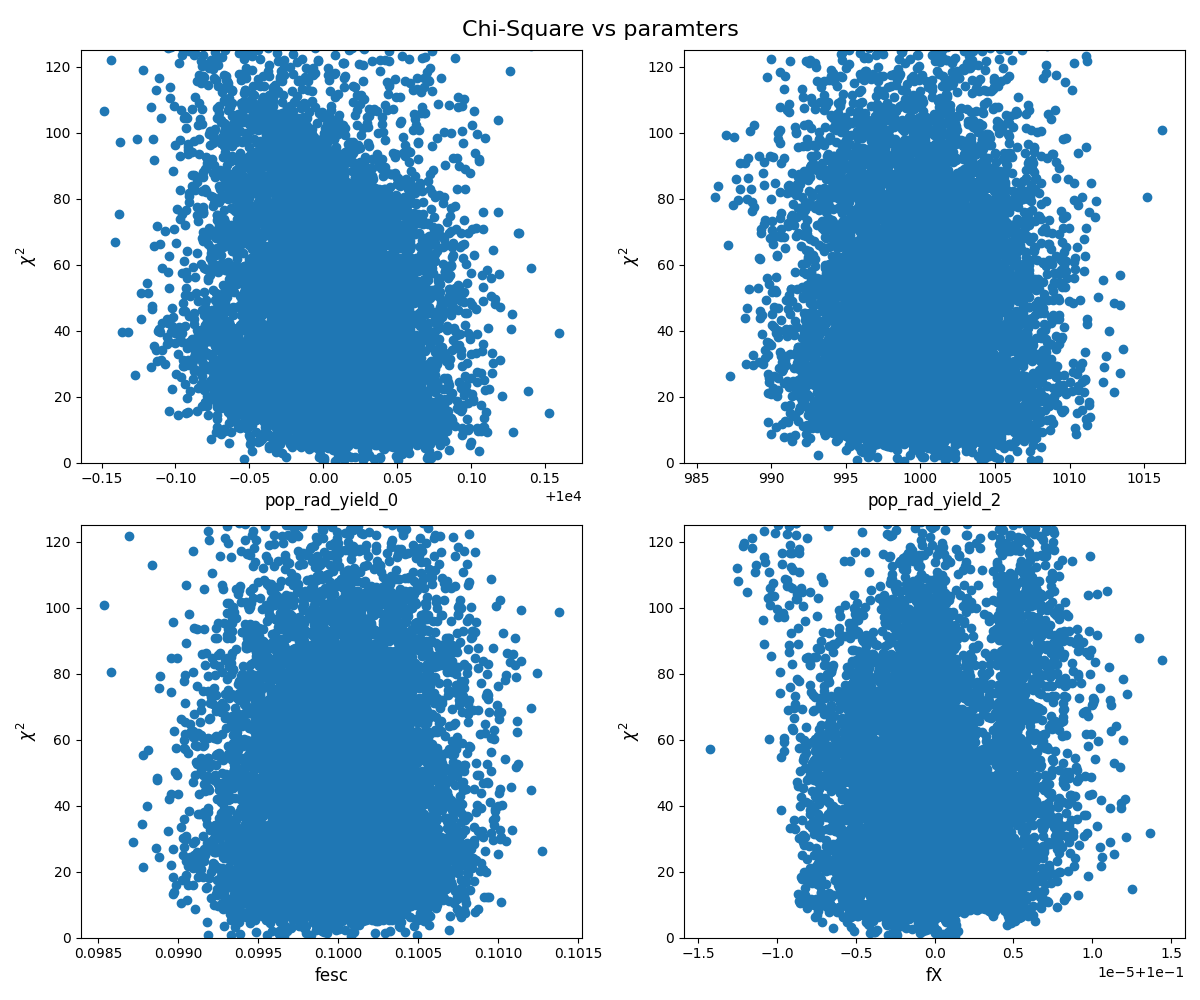 Chi-Square vs paramters
120
100
80
60
40
20
0
χ²
−0.15 −0.10 −0.05 0.00 0.05 0.10 0.15
+1e4
pop_rad_yield_0
120
100
80
60
40
20
0
χ²
985 990 995 1000 1005 1010 1015
pop_rad_yield_2
120
100
80
60
40
20
0
χ²
0.0985 0.0990 0.0995 0.1000 0.1005 0.1010 0.1015
fesc
120
100
80
60
40
20
0
χ²
−1.5 −1.0 −0.5 0.0 0.5 1.0 1.5
1e−5+1e−1
fX